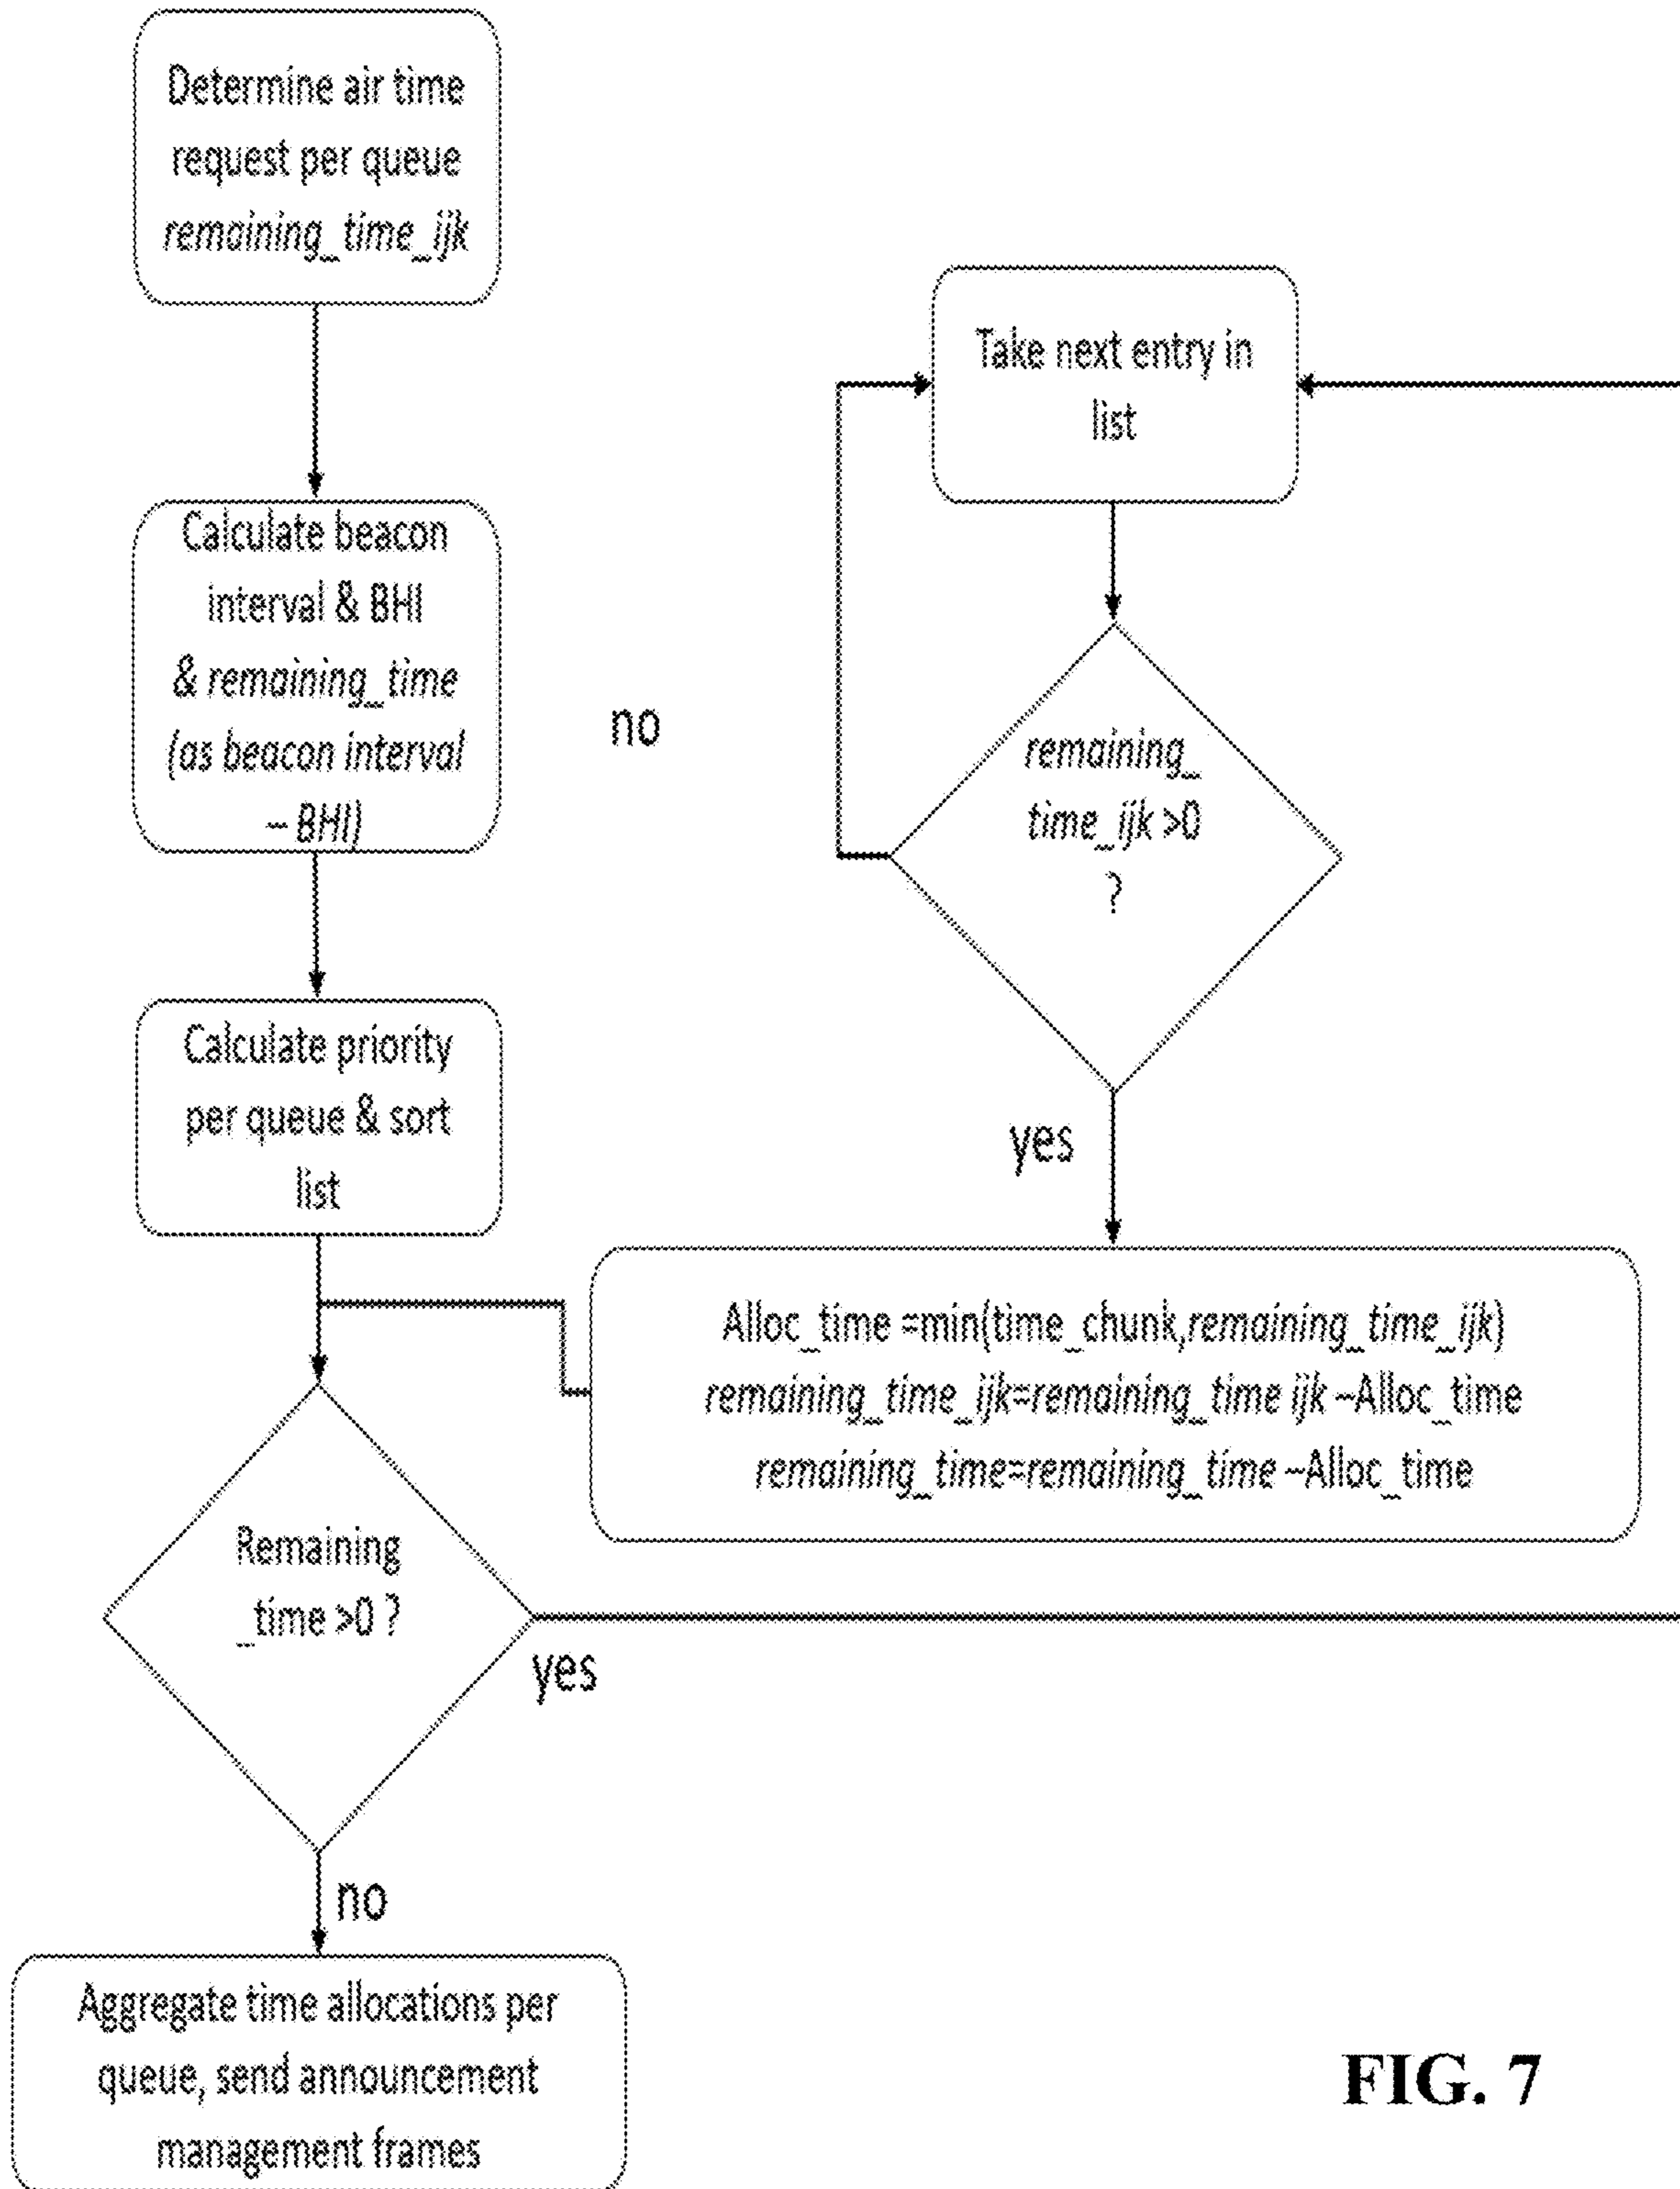 Determine air time
request per queue
remaining_time_ijk
Calculate beacon
interval & BHI
& remaining_time
(as beacon interval
– BHI)
Calculate priority
per queue & sort
list
Remaining
_time >0 ?
yes
no
Aggregate time allocations per
queue, send announcement
management frames
Take next entry in
list
remaining_
time_ijk >0
?
no
yes
Alloc_time =min(time_chunk,remaining_time_ijk)
remaining_time_ijk=remaining_time ijk –Alloc_time
remaining_time=remaining_time –Alloc_time
FIG. 7